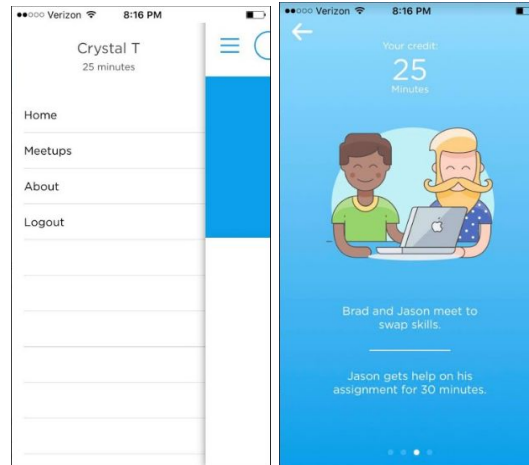 Verizon 8:16 PM
Crystal T
25 minutes
Home
Meetups
About
Logout
Verizon 8:16 PM
Your credit:
25
Minutes
Brad and Jason meet to
swap skills.
Jason gets help on his
assignment for 30 minutes.